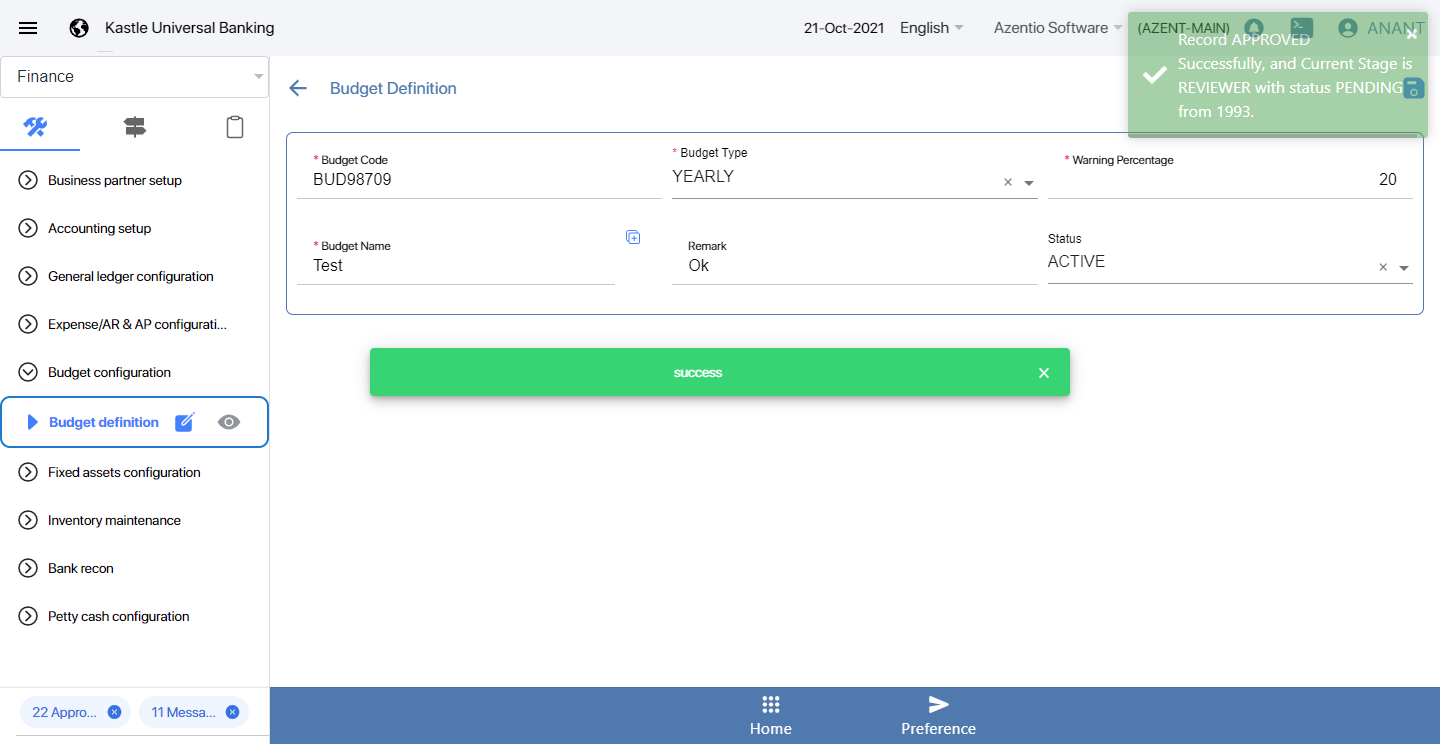 Kastle Universal Banking
21-Oct-2021
English
Azentio Software
(AZENT-MAIN)
ANANT
Record APPROVED
Successfully, and Current Stage is
REVIEWER with status PENDING
from 1993.
Finance
Budget Definition
Business partner setup
Accounting setup
General ledger configuration
Expense/AR & AP configurati...
Budget configuration
Budget definition
Fixed assets configuration
Inventory maintenance
Bank recon
Petty cash configuration
22 Appro...
11 Messa...
* Budget Code
BUD98709
* Budget Type
YEARLY
* Warning Percentage
20
* Budget Name
Test
Remark
Ok
Status
ACTIVE
success
Home
Preference